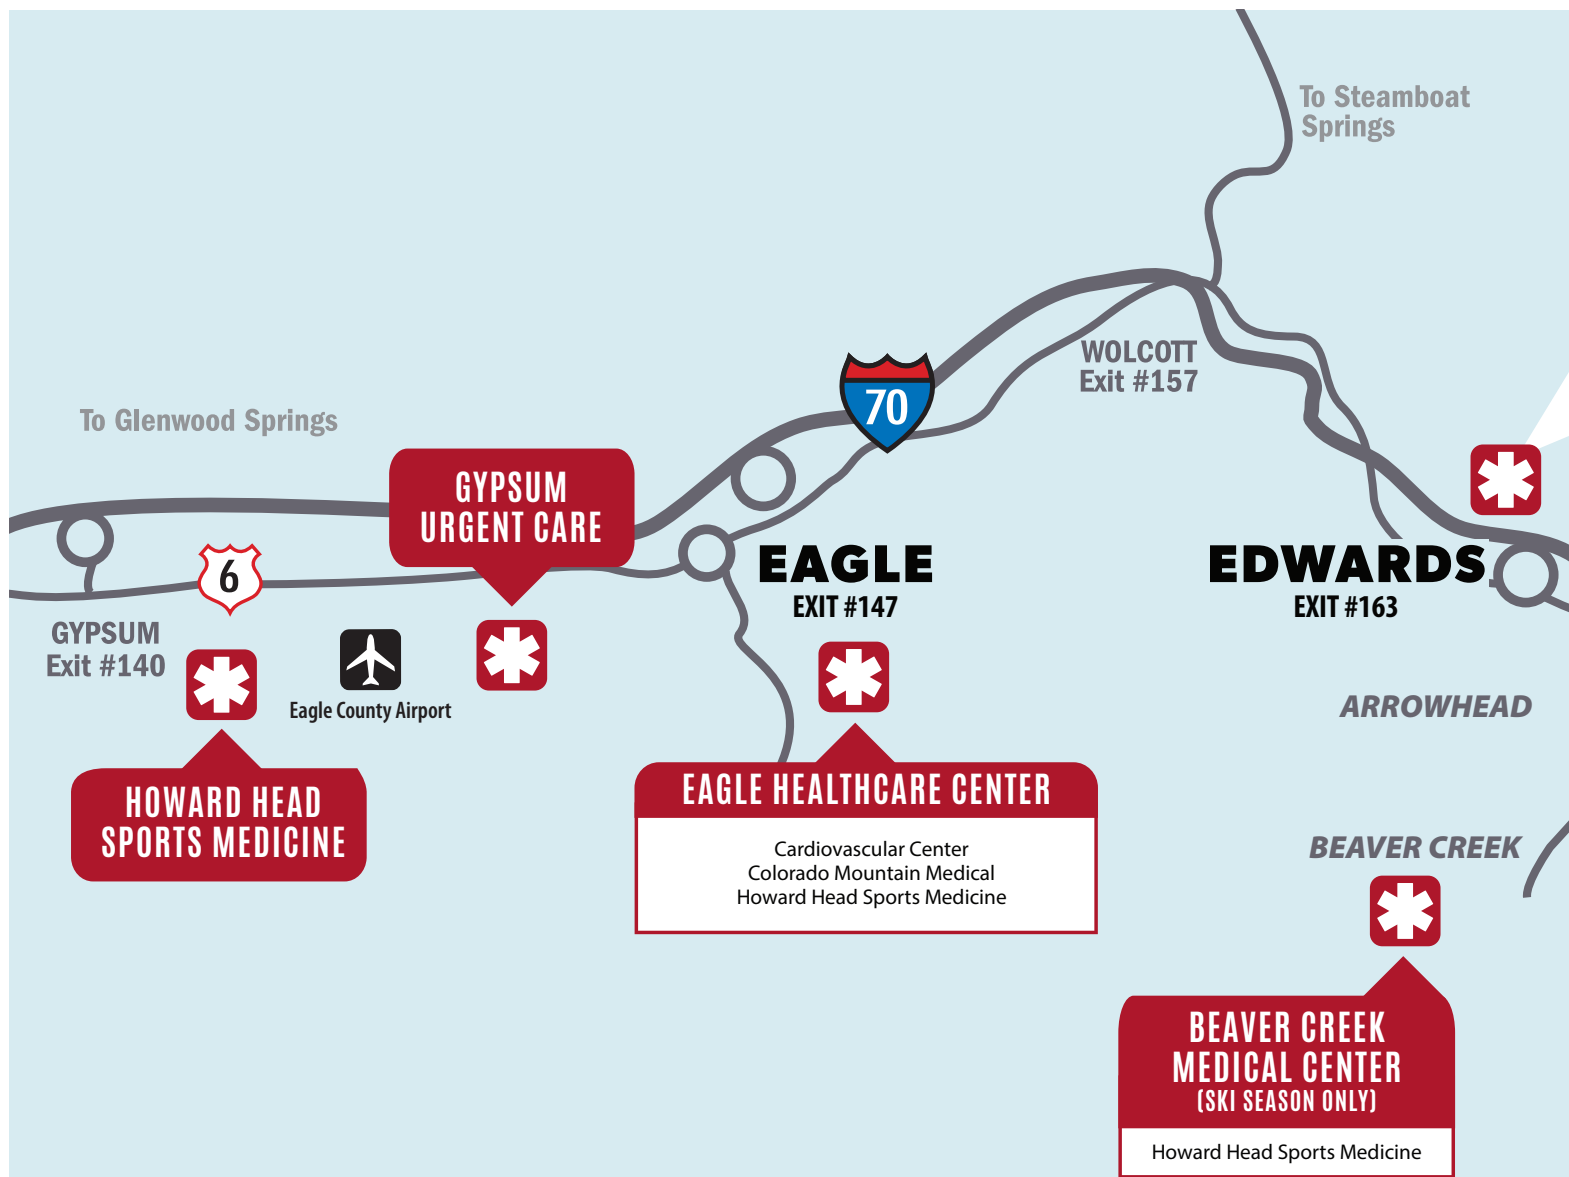 To Steamboat
Springs
WOLCOTT
Exit #157
70
To Glenwood Springs
GYPSUM
URGENT CARE
6
EAGLE
EXIT #147
EDWARDS
EXIT #163
GYPSUM
Exit #140
Eagle County Airport
ARROWHEAD
HOWARD HEAD
SPORTS MEDICINE
EAGLE HEALTHCARE CENTER
Cardiovascular Center
Colorado Mountain Medical
Howard Head Sports Medicine
BEAVER CREEK
BEAVER CREEK
MEDICAL CENTER
(SKI SEASON ONLY)
Howard Head Sports Medicine